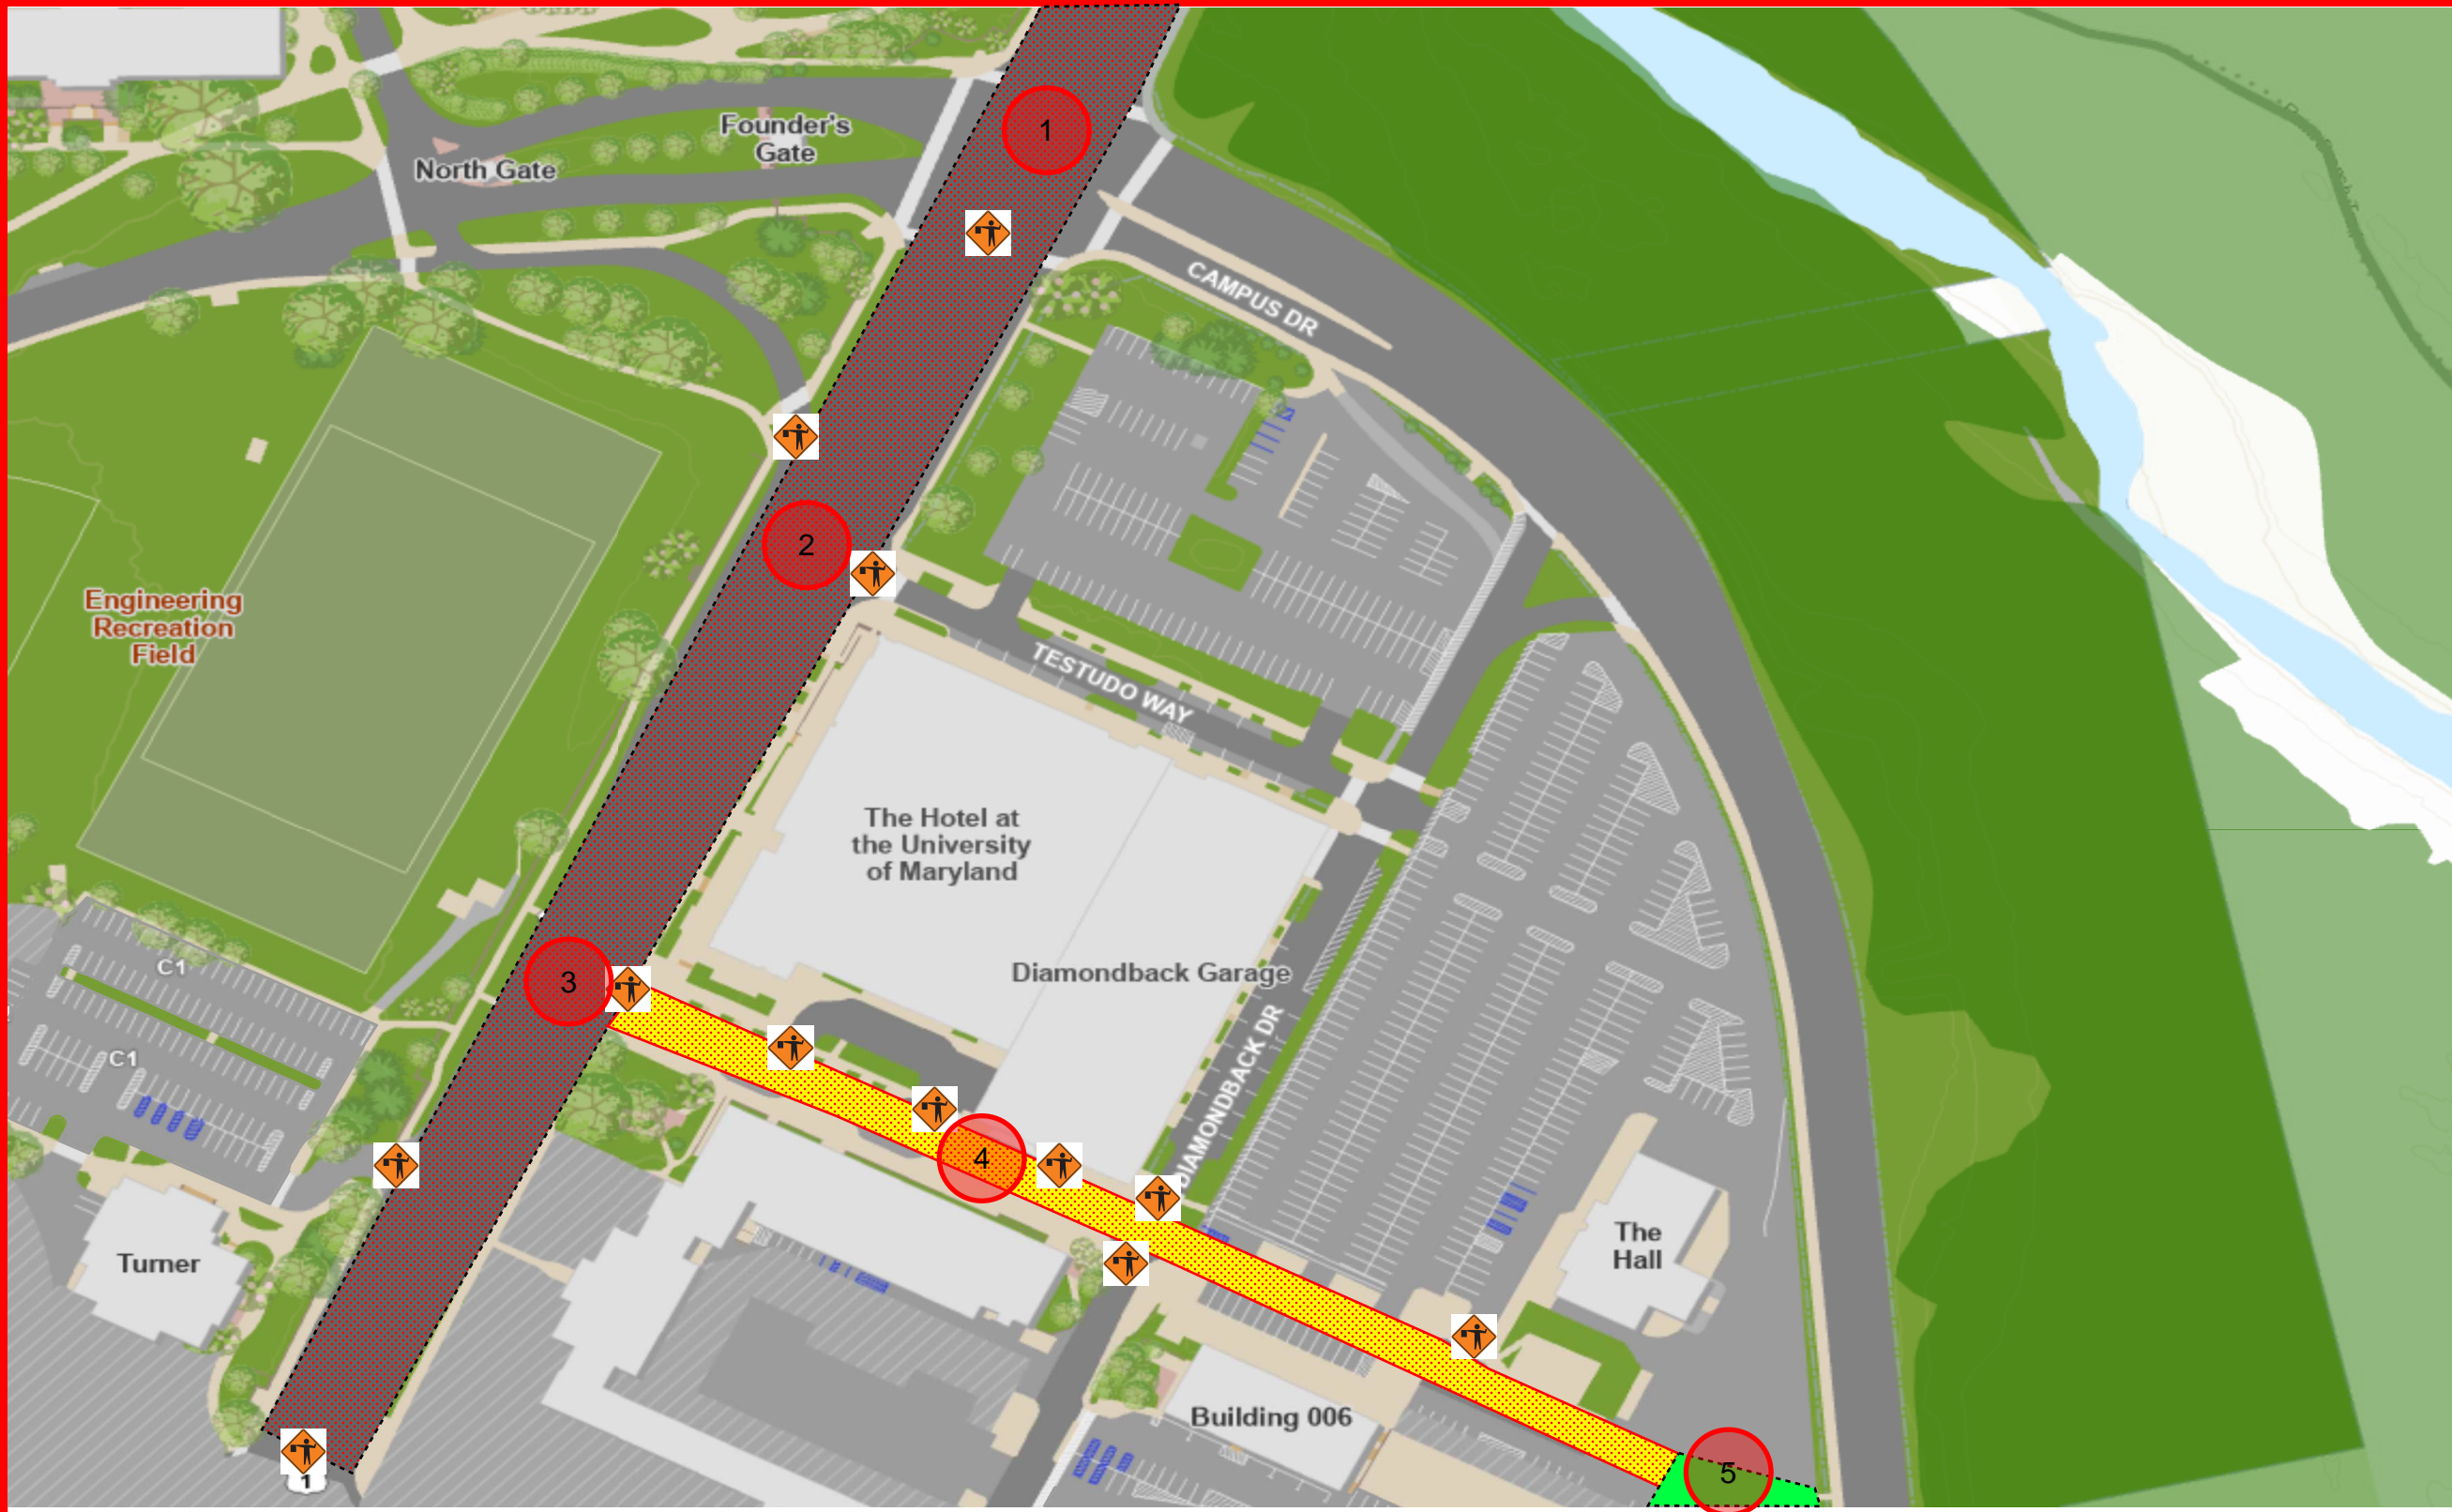 1
Founder's
Gate
North Gate
CAMPUS DR
2
Engineering
Recreation
Field
TESTUDO WAY
The Hotel at
the University
of Maryland
C1
Diamondback Garage
3
C1
DIAMONDBACK DR
4
Turner
The
Hall
Building 006
5
1